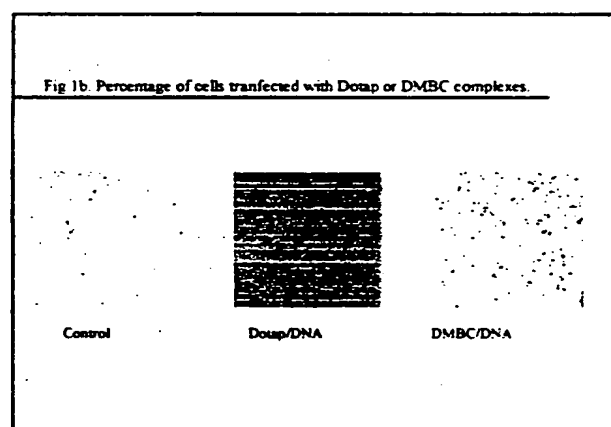 Fig 1b. Percentage of cells tranfected with Dotap or DMBC complexes.
Control
Dotap/DNA
DMBC/DNA